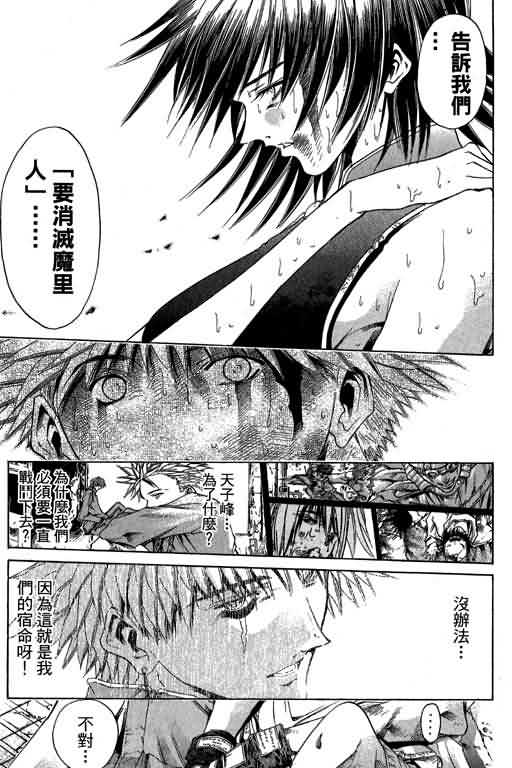 告訴我們
…
「要消滅魔里
人」……
天子峰…
為了什麼?
為什麼我們
必須要一直
戰鬥下去?
沒辦法…
因為這就是我
們的宿命呀!
…
不對…